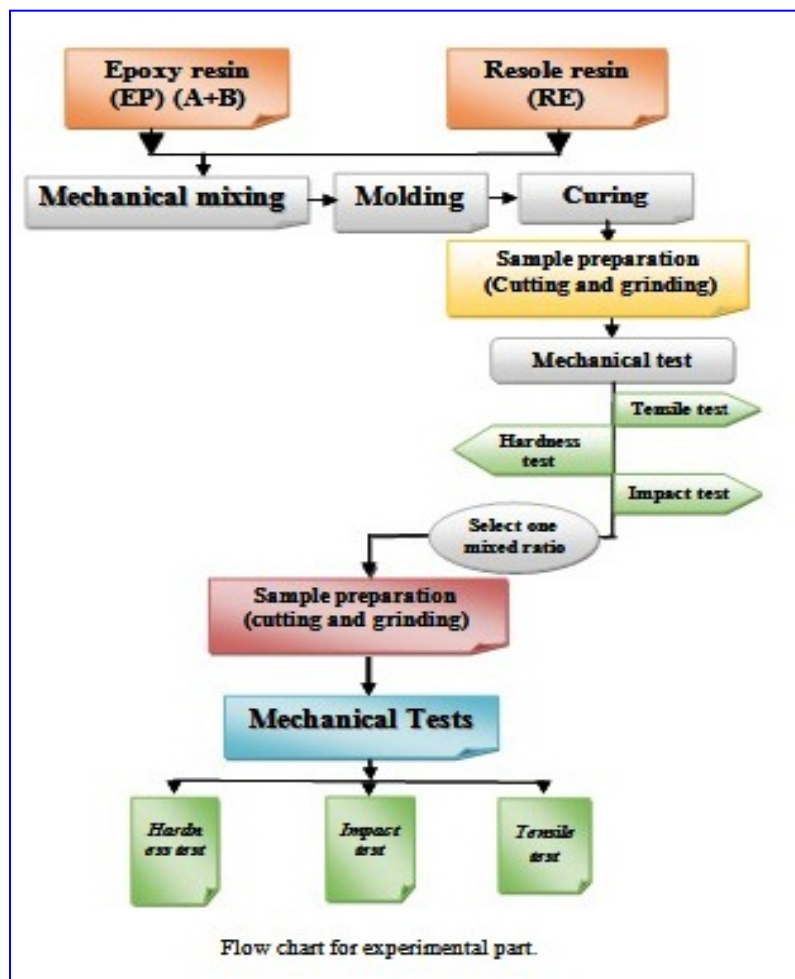 Epoxy resin
(EP) (A+B)
Resole resin
(RE)
Mechanical mixing
Molding
Curing
Sample preparation
(Cutting and grinding)
Mechanical test
Tensile test
Hardness
test
Impact test
Select one
mixed ratio
Sample preparation
(cutting and grinding)
Mechanical Tests
Hardn
ess test
Impact
test
Tensile
test
Flow chart for experimental part.